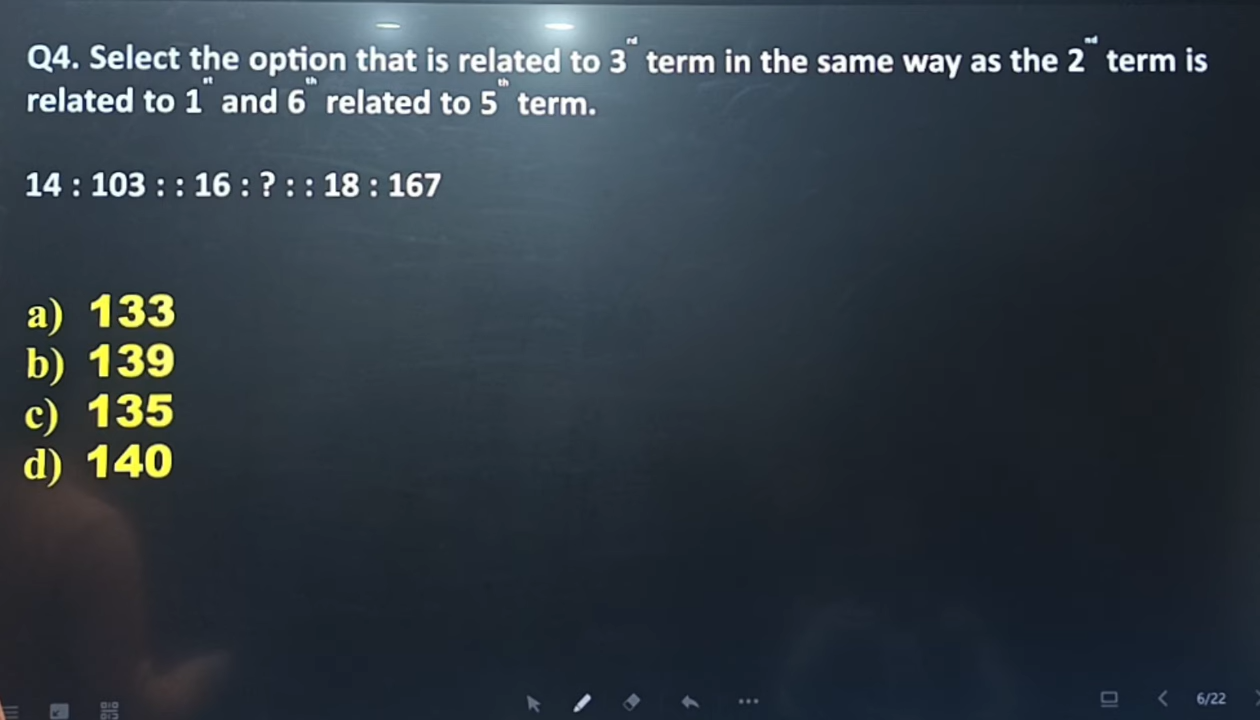 Q4. Select the option that is related to 3rd term in the same way as the 2nd term is
related to 1st and 6th related to 5th term.
14 : 103 : : 16 : ? : : 18 : 167
a) 133
b) 139
c) 135
d) 140
6/22